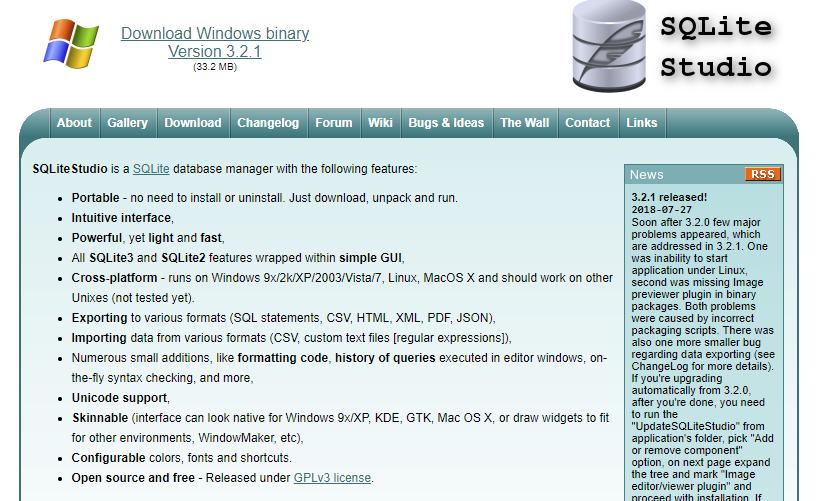 Download Windows binary
Version 3.2.1
(33.2 MB)
SQLite
Studio
About
Gallery
Download
Changelog
Forum
Wiki
Bugs & Ideas
The Wall
Contact
Links
SQLiteStudio is a SQLite database manager with the following features:
Portable - no need to install or uninstall. Just download, unpack and run.
Intuitive interface,
Powerful, yet light and fast,
All SQLite3 and SQLite2 features wrapped within simple GUI,
Cross-platform - runs on Windows 9x/2k/XP/2003/Vista/7, Linux, MacOS X and should work on other
Unixes (not tested yet).
Exporting to various formats (SQL statements, CSV, HTML, XML, PDF, JSON),
Importing data from various formats (CSV, custom text files [regular expressions]),
Numerous small additions, like formatting code, history of queries executed in editor windows, on-
the-fly syntax checking, and more,
Unicode support,
Skinnable (interface can look native for Windows 9x/XP, KDE, GTK, Mac OS X, or draw widgets to fit
for other environments, WindowMaker, etc),
Configurable colors, fonts and shortcuts.
Open source and free - Released under GPLv3 license.
News
RSS
3.2.1 released!
2018-07-27
Soon after 3.2.0 few major
problems appeared, which
are addressed in 3.2.1. One
was inability to start
application under Linux,
second was missing Image
previewer plugin in binary
packages. Both problems
were caused by incorrect
packaging scripts. There was
also one more smaller bug
regarding data exporting (see
ChangeLog for more details).
If you're upgrading
automatically from 3.2.0,
after you're done, you need
to run the
"UpdateSQLiteStudio" from
application's folder, pick "Add
or remove component"
option, on next page expand
the tree and mark "Image
editor/viewer plugin" and
proceed with installation. If